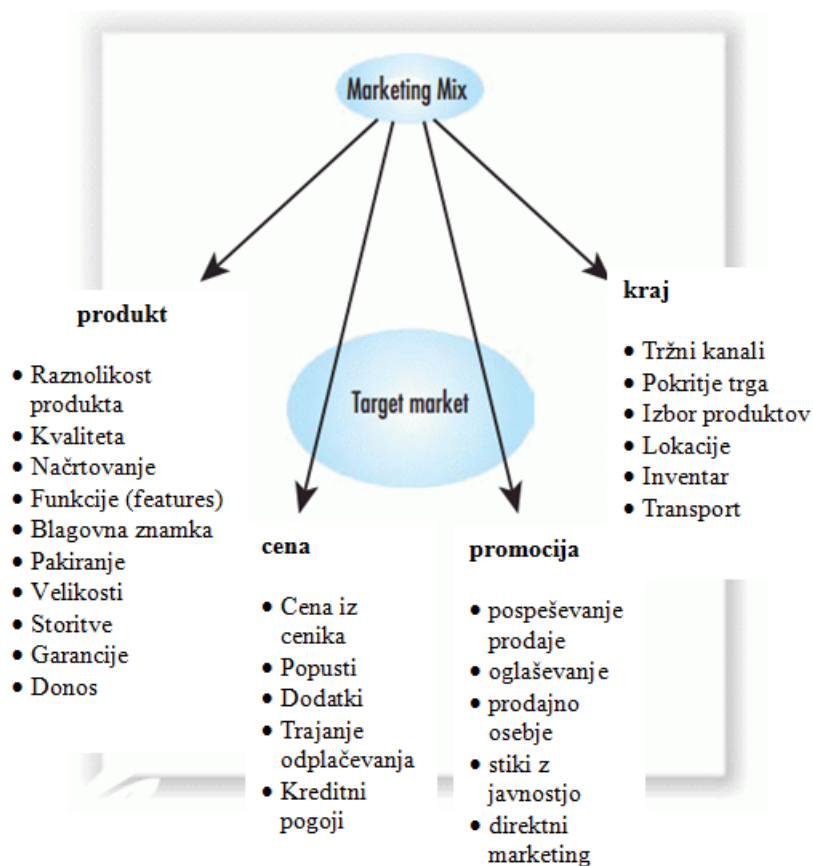 Marketing Mix
Target market
produkt
• Raznolikost
produkta
• Kvaliteta
• Načrtovanje
• Funkcije (features)
• Blagovna znamka
• Pakiranje
• Velikosti
• Storitve
• Garancije
• Donos
cena
• Cena iz
cenika
• Popusti
• Dodatki
• Trajanje
odplačevanja
• Kreditni
pogoji
promocija
• pospeševanje
prodaje
• oglaševanje
• prodajno
osebje
• stiki z
javnostjo
• direktni
marketing
kraj
• Tržni kanali
• Pokritje trga
• Izbor produktov
• Lokacije
• Inventar
• Transport